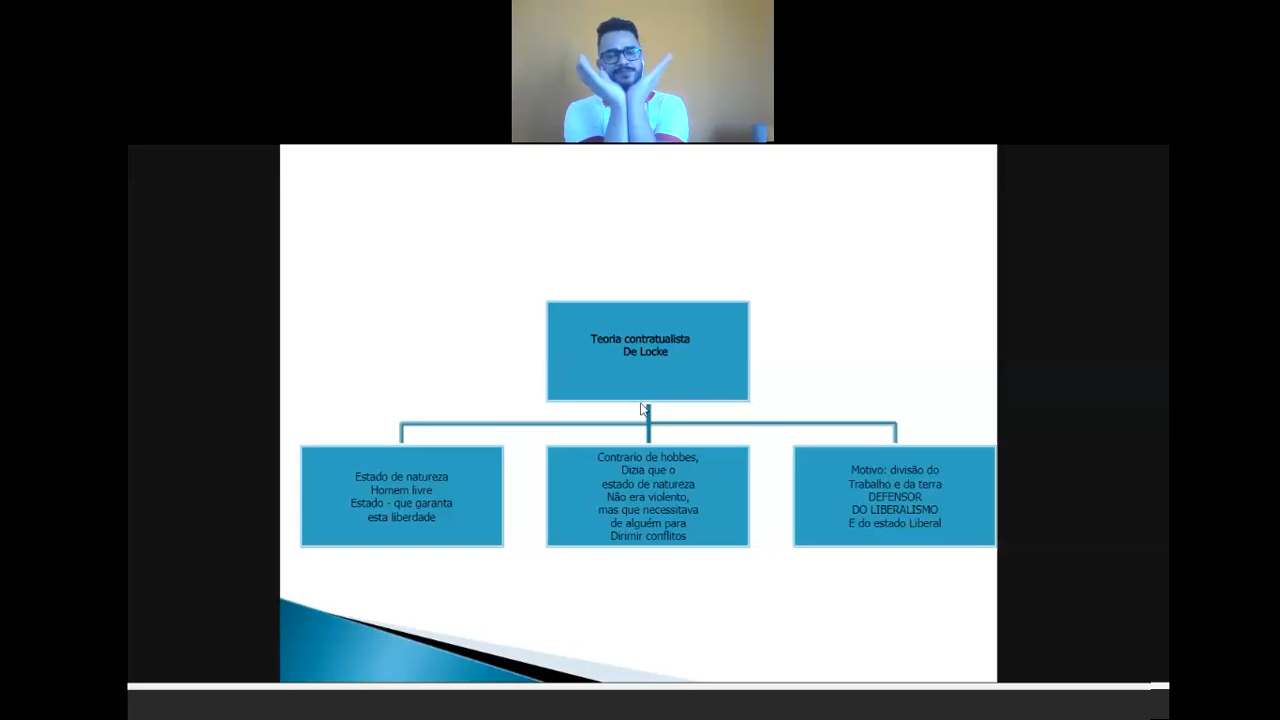 Teoria contratualista
De Locke
Estado de natureza
Homem livre
Estado - que garanta
esta liberdade
Contrario de hobbes,
Dizia que o
estado de natureza
Não era violento,
mas que necessitava
de alguém para
Dirimir conflitos
Motivo: divisão do
Trabalho e da terra
DEFENSOR
DO LIBERALISMO
E do estado Liberal